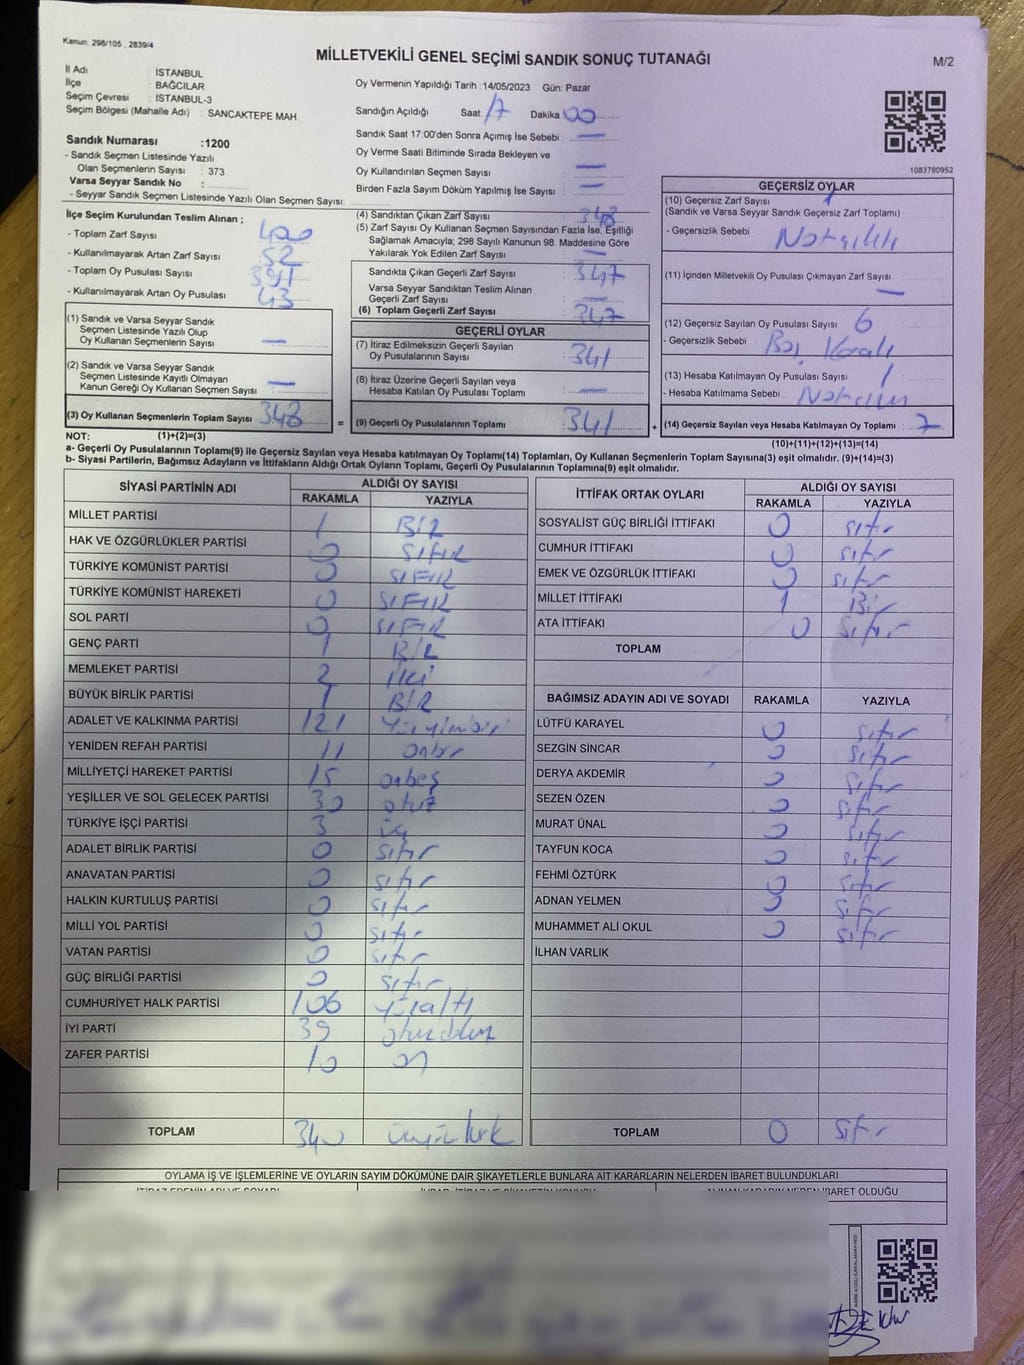 Kanun: 298/105 , 2839/4
MİLLETVEKİLİ GENEL SEÇİMİ SANDIK SONUÇ TUTANAĞI
M/2
İl Adı : İSTANBUL
İlçe : BAĞCILAR
Seçim Çevresi : İSTANBUL-3
Seçim Bölgesi (Mahalle Adı) : SANCAKTEPE MAH.
Oy Vermenin Yapıldığı Tarih :14/05/2023 Gün: Pazar
Sandığın Açıldığı Saat 17 Dakika 00
Sandık Saat 17:00'den Sonra Açımış İse Sebebi : —
Oy Verme Saati Bitiminde Sırada Bekleyen ve
Oy Kullandırılan Seçmen Sayısı : —
Birden Fazla Sayım Döküm Yapılmış İse Sayısı : —
1083780952
Sandık Numarası :1200
- Sandık Seçmen Listesinde Yazılı
Olan Seçmenlerin Sayısı : 373
Varsa Seyyar Sandık No :
- Seyyar Sandık Seçmen Listesinde Yazılı Olan Seçmen Sayısı:
İlçe Seçim Kurulundan Teslim Alınan ;
- Toplam Zarf Sayısı : 400
- Kullanılmayarak Artan Zarf Sayısı : 52
- Toplam Oy Pusulası Sayısı : 391
- Kullanılmayarak Artan Oy Pusulası : 43
(1) Sandık ve Varsa Seyyar Sandık
Seçmen Listesinde Yazılı Olup
Oy Kullanan Seçmenlerin Sayısı : —
(2) Sandık ve Varsa Seyyar Sandık
Seçmen Listesinde Kayıtlı Olmayan
Kanun Gereği Oy Kullanan Seçmen Sayısı : —
(3) Oy Kullanan Seçmenlerin Toplam Sayısı : 348
(4) Sandıktan Çıkan Zarf Sayısı : 348
(5) Zarf Sayısı Oy Kullanan Seçmen Sayısından Fazla İse, Eşitliği
Sağlamak Amacıyla; 298 Sayılı Kanunun 98. Maddesine Göre
Yakılarak Yok Edilen Zarf Sayısı : —
Sandıkta Çıkan Geçerli Zarf Sayısı : 347
Varsa Seyyar Sandıktan Teslim Alınan
Geçerli Zarf Sayısı : —
(6) Toplam Geçerli Zarf Sayısı : 347
GEÇERLİ OYLAR
(7) İtiraz Edilmeksizin Geçerli Sayılan
Oy Pusulalarının Sayısı : 341
(8) İtiraz Üzerine Geçerli Sayılan veya
Hesaba Katılan Oy Pusulası Toplamı : —
= (9) Geçerli Oy Pusulalarının Toplamı : 341
GEÇERSİZ OYLAR
(10) Geçersiz Zarf Sayısı : 1
(Sandık ve Varsa Seyyar Sandık Geçersiz Zarf Toplamı)
- Geçersizlik Sebebi :
(11) İçinden Milletvekili Oy Pusulası Çıkmayan Zarf Sayısı : —
(12) Geçersiz Sayılan Oy Pusulası Sayısı : 6
- Geçersizlik Sebebi :
(13) Hesaba Katılmayan Oy Pusulası Sayısı : 1
- Hesaba Katılmama Sebebi :
+ (14) Geçersiz Sayılan veya Hesaba Katılmayan Oy Toplamı : 7
NOT: (1)+(2)=(3) (10)+(11)+(12)+(13)=(14)
a- Geçerli Oy Pusulalarının Toplamı(9) ile Geçersiz Sayılan veya Hesaba katılmayan Oy Toplamı(14) Toplamları, Oy Kullanan Seçmenlerin Toplam Sayısına(3) eşit olmalıdır. (9)+(14)=(3)
b- Siyasi Partilerin, Bağımsız Adayların ve İttifakların Aldığı Ortak Oyların Toplamı, Geçerli Oy Pusulalarının Toplamına(9) eşit olmalıdır.
SİYASİ PARTİNİN ADI ALDIĞI OY SAYISI
RAKAMLA YAZIYLA
MİLLET PARTİSİ 1 BİR
HAK VE ÖZGÜRLÜKLER PARTİSİ 0 SIFIR
TÜRKİYE KOMÜNİST PARTİSİ 0 SIFIR
TÜRKİYE KOMÜNİST HAREKETİ 0 SIFIR
SOL PARTİ 0 SIFIR
GENÇ PARTİ 1 BİR
MEMLEKET PARTİSİ 2 İKİ
BÜYÜK BİRLİK PARTİSİ 1 BİR
ADALET VE KALKINMA PARTİSİ 121 yüzyirmibir
YENİDEN REFAH PARTİSİ 11 onbir
MİLLİYETÇİ HAREKET PARTİSİ 15 onbeş
YEŞİLLER VE SOL GELECEK PARTİSİ 30 otuz
TÜRKİYE İŞÇİ PARTİSİ 3 üç
ADALET BİRLİK PARTİSİ 0 sıfır
ANAVATAN PARTİSİ 0 sıfır
HALKIN KURTULUŞ PARTİSİ 0 sıfır
MİLLİ YOL PARTİSİ 0 sıfır
VATAN PARTİSİ 0 sıfır
GÜÇ BİRLİĞİ PARTİSİ 0 sıfır
CUMHURİYET HALK PARTİSİ 106 yüzaltı
İYİ PARTİ 39 otuzdokuz
ZAFER PARTİSİ 10 on
TOPLAM 340 üçyüzkırk
İTTİFAK ORTAK OYLARI ALDIĞI OY SAYISI
RAKAMLA YAZIYLA
SOSYALİST GÜÇ BİRLİĞİ İTTİFAKI 0 sıfır
CUMHUR İTTİFAKI 0 sıfır
EMEK VE ÖZGÜRLÜK İTTİFAKI 0 sıfır
MİLLET İTTİFAKI 1 Bir
ATA İTTİFAKI 0 sıfır
TOPLAM
BAĞIMSIZ ADAYIN ADI VE SOYADI RAKAMLA YAZIYLA
LÜTFÜ KARAYEL 0 sıfır
SEZGİN SİNCAR 0 sıfır
DERYA AKDEMİR 0 sıfır
SEZEN ÖZEN 0 sıfır
MURAT ÜNAL 0 sıfır
TAYFUN KOCA 0 sıfır
FEHMİ ÖZTÜRK 0 sıfır
ADNAN YELMEN 0 sıfır
MUHAMMET ALİ OKUL 0 sıfır
İLHAN VARLIK
TOPLAM 0 sıfır
OYLAMA İŞ VE İŞLEMLERİNE VE OYLARIN SAYIM DÖKÜMÜNE DAİR ŞİKAYETLERLE BUNLARA AİT KARARLARIN NELERDEN İBARET BULUNDUKLARI
İBARET OLDUĞU